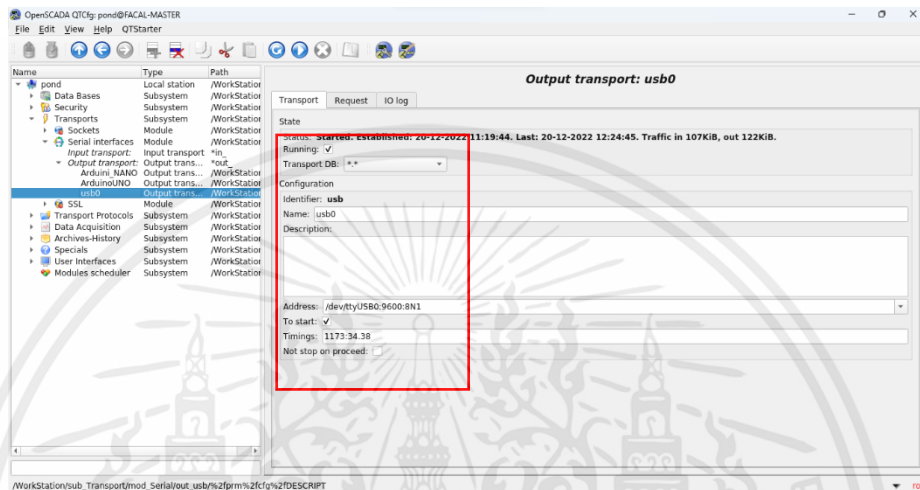 OpenSCADA QTCfg: pond@FACAL-MASTER
File Edit View Help QTStarter
Name Type Path
pond Local station /WorkStation
Data Bases Subsystem /WorkStation
Security Subsystem /WorkStation
Transports Subsystem /WorkStation
Sockets Module /WorkStation
Serial interfaces Module /WorkStation
Input transport: Input transport *in_
Output transport: Output trans... *out_
Arduini_NANO Output trans... /WorkStation
ArduinoUNO Output trans... /WorkStation
usb0 Output trans... /WorkStation
SSL Module /WorkStation
Transport Protocols Subsystem /WorkStation
Data Acquisition Subsystem /WorkStation
Archives-History Subsystem /WorkStation
Specials Subsystem /WorkStation
User Interfaces Subsystem /WorkStation
Modules scheduler Subsystem /WorkStation
Output transport: usb0
Transport Request IO log
State
Status: Started. Established: 20-12-2022 11:19:44. Last: 20-12-2022 12:24:45. Traffic in 107KiB, out 122KiB.
Running:
Transport DB: *.*
Configuration
Identifier: usb
Name: usb0
Description:
Address: /dev/ttyUSB0:9600:8N1
To start:
Timings: 1173:34.38
Not stop on proceed:
/WorkStation/sub_Transport/mod_Serial/out_usb/%2fprm%2fcfg%2fDESCRIPT